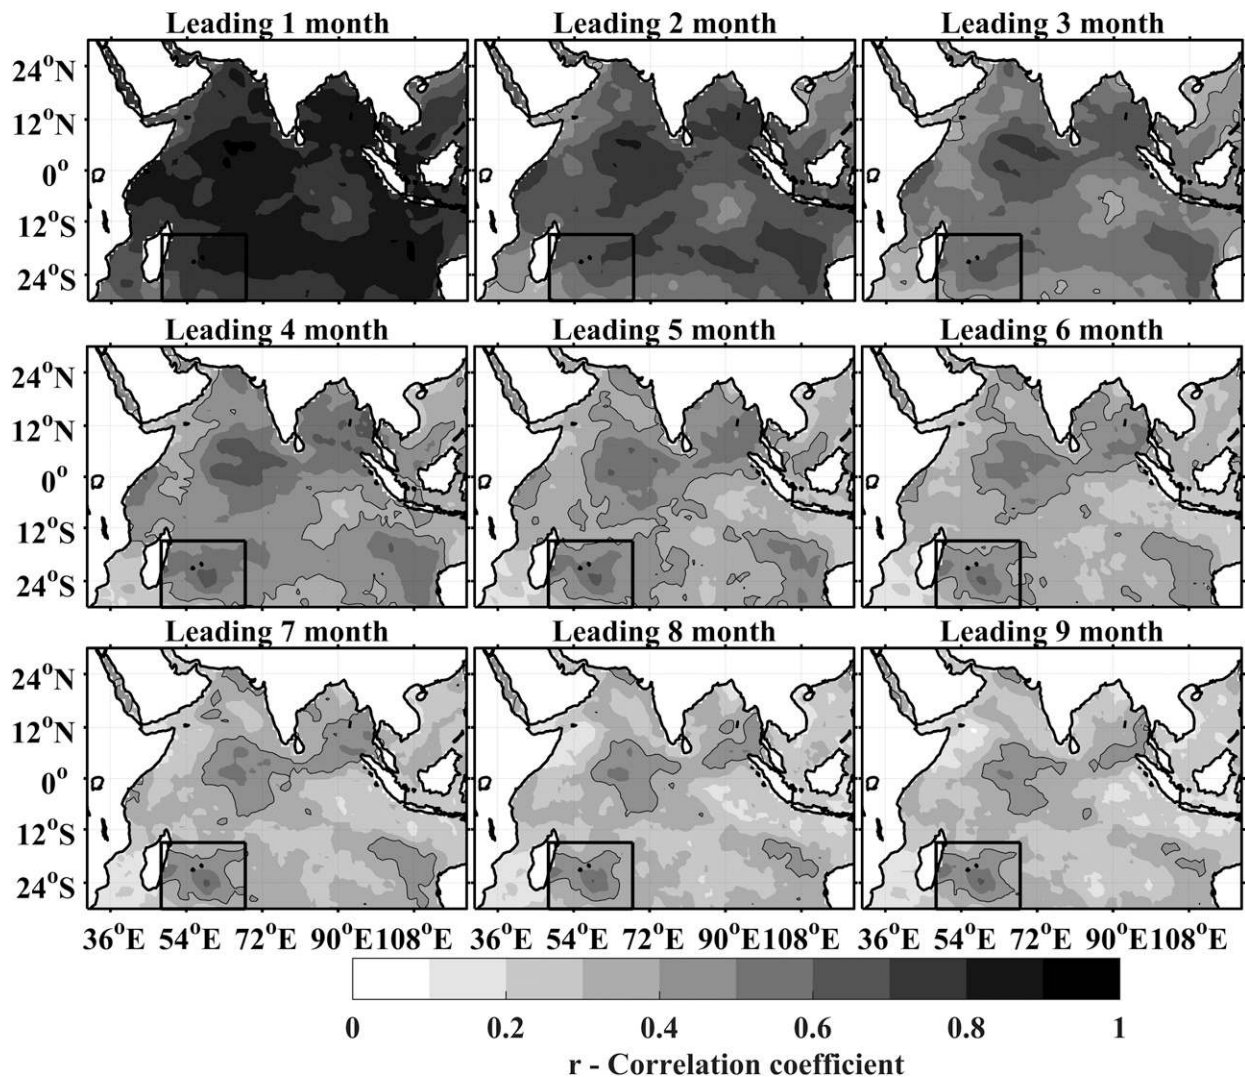 Leading 1 month Leading 2 month Leading 3 month
24°N
12°N
0°
12°S
24°S
Leading 4 month Leading 5 month Leading 6 month
24°N
12°N
0°
12°S
24°S
Leading 7 month Leading 8 month Leading 9 month
24°N
12°N
0°
12°S
24°S
36°E 54°E 72°E 90°E 108°E 36°E 54°E 72°E 90°E 108°E 36°E 54°E 72°E 90°E 108°E
0 0.2 0.4 0.6 0.8 1
r - Correlation coefficient